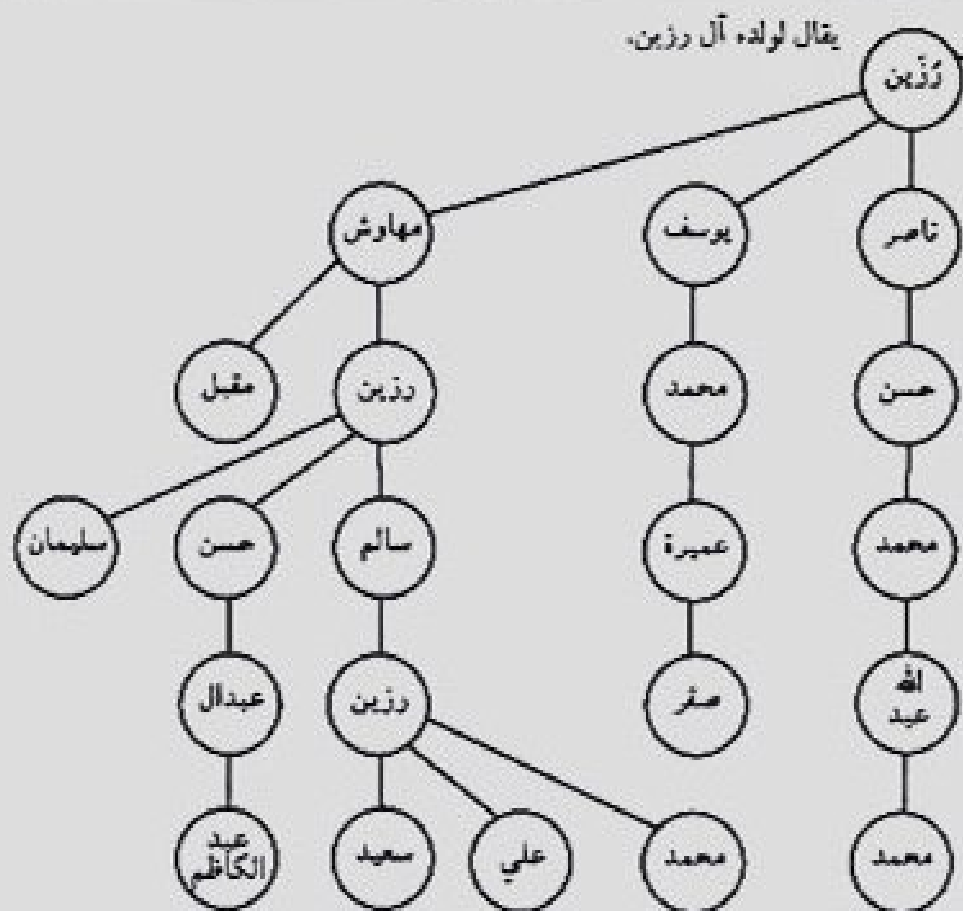 يقال لولده آل رزين.
رُزَين
ناصر
يوسف
مهاوش
حسن
محمد
رزين
مقبل
محمد
عميرة
سالم
حسن
سليمان
الله
عبد
صقر
رزين
عبدال
محمد
محمد
علي
سعيد
عبد
الكاظم